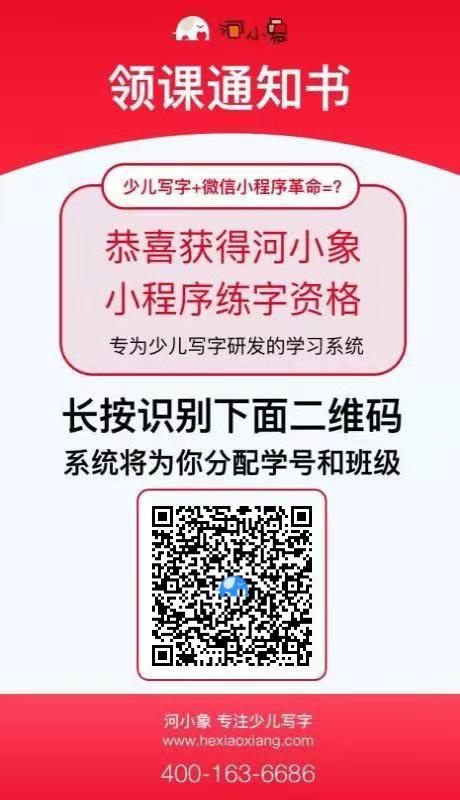 河小象
领课通知书
少儿写字+微信小程序革命=?
恭喜获得河小象
小程序练字资格
专为少儿写字研发的学习系统
长按识别下面二维码
系统将为你分配学号和班级
河小象 专注少儿写字
www.hexiaoxiang.com
400-163-6686